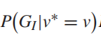 P(G_I|v* = v)